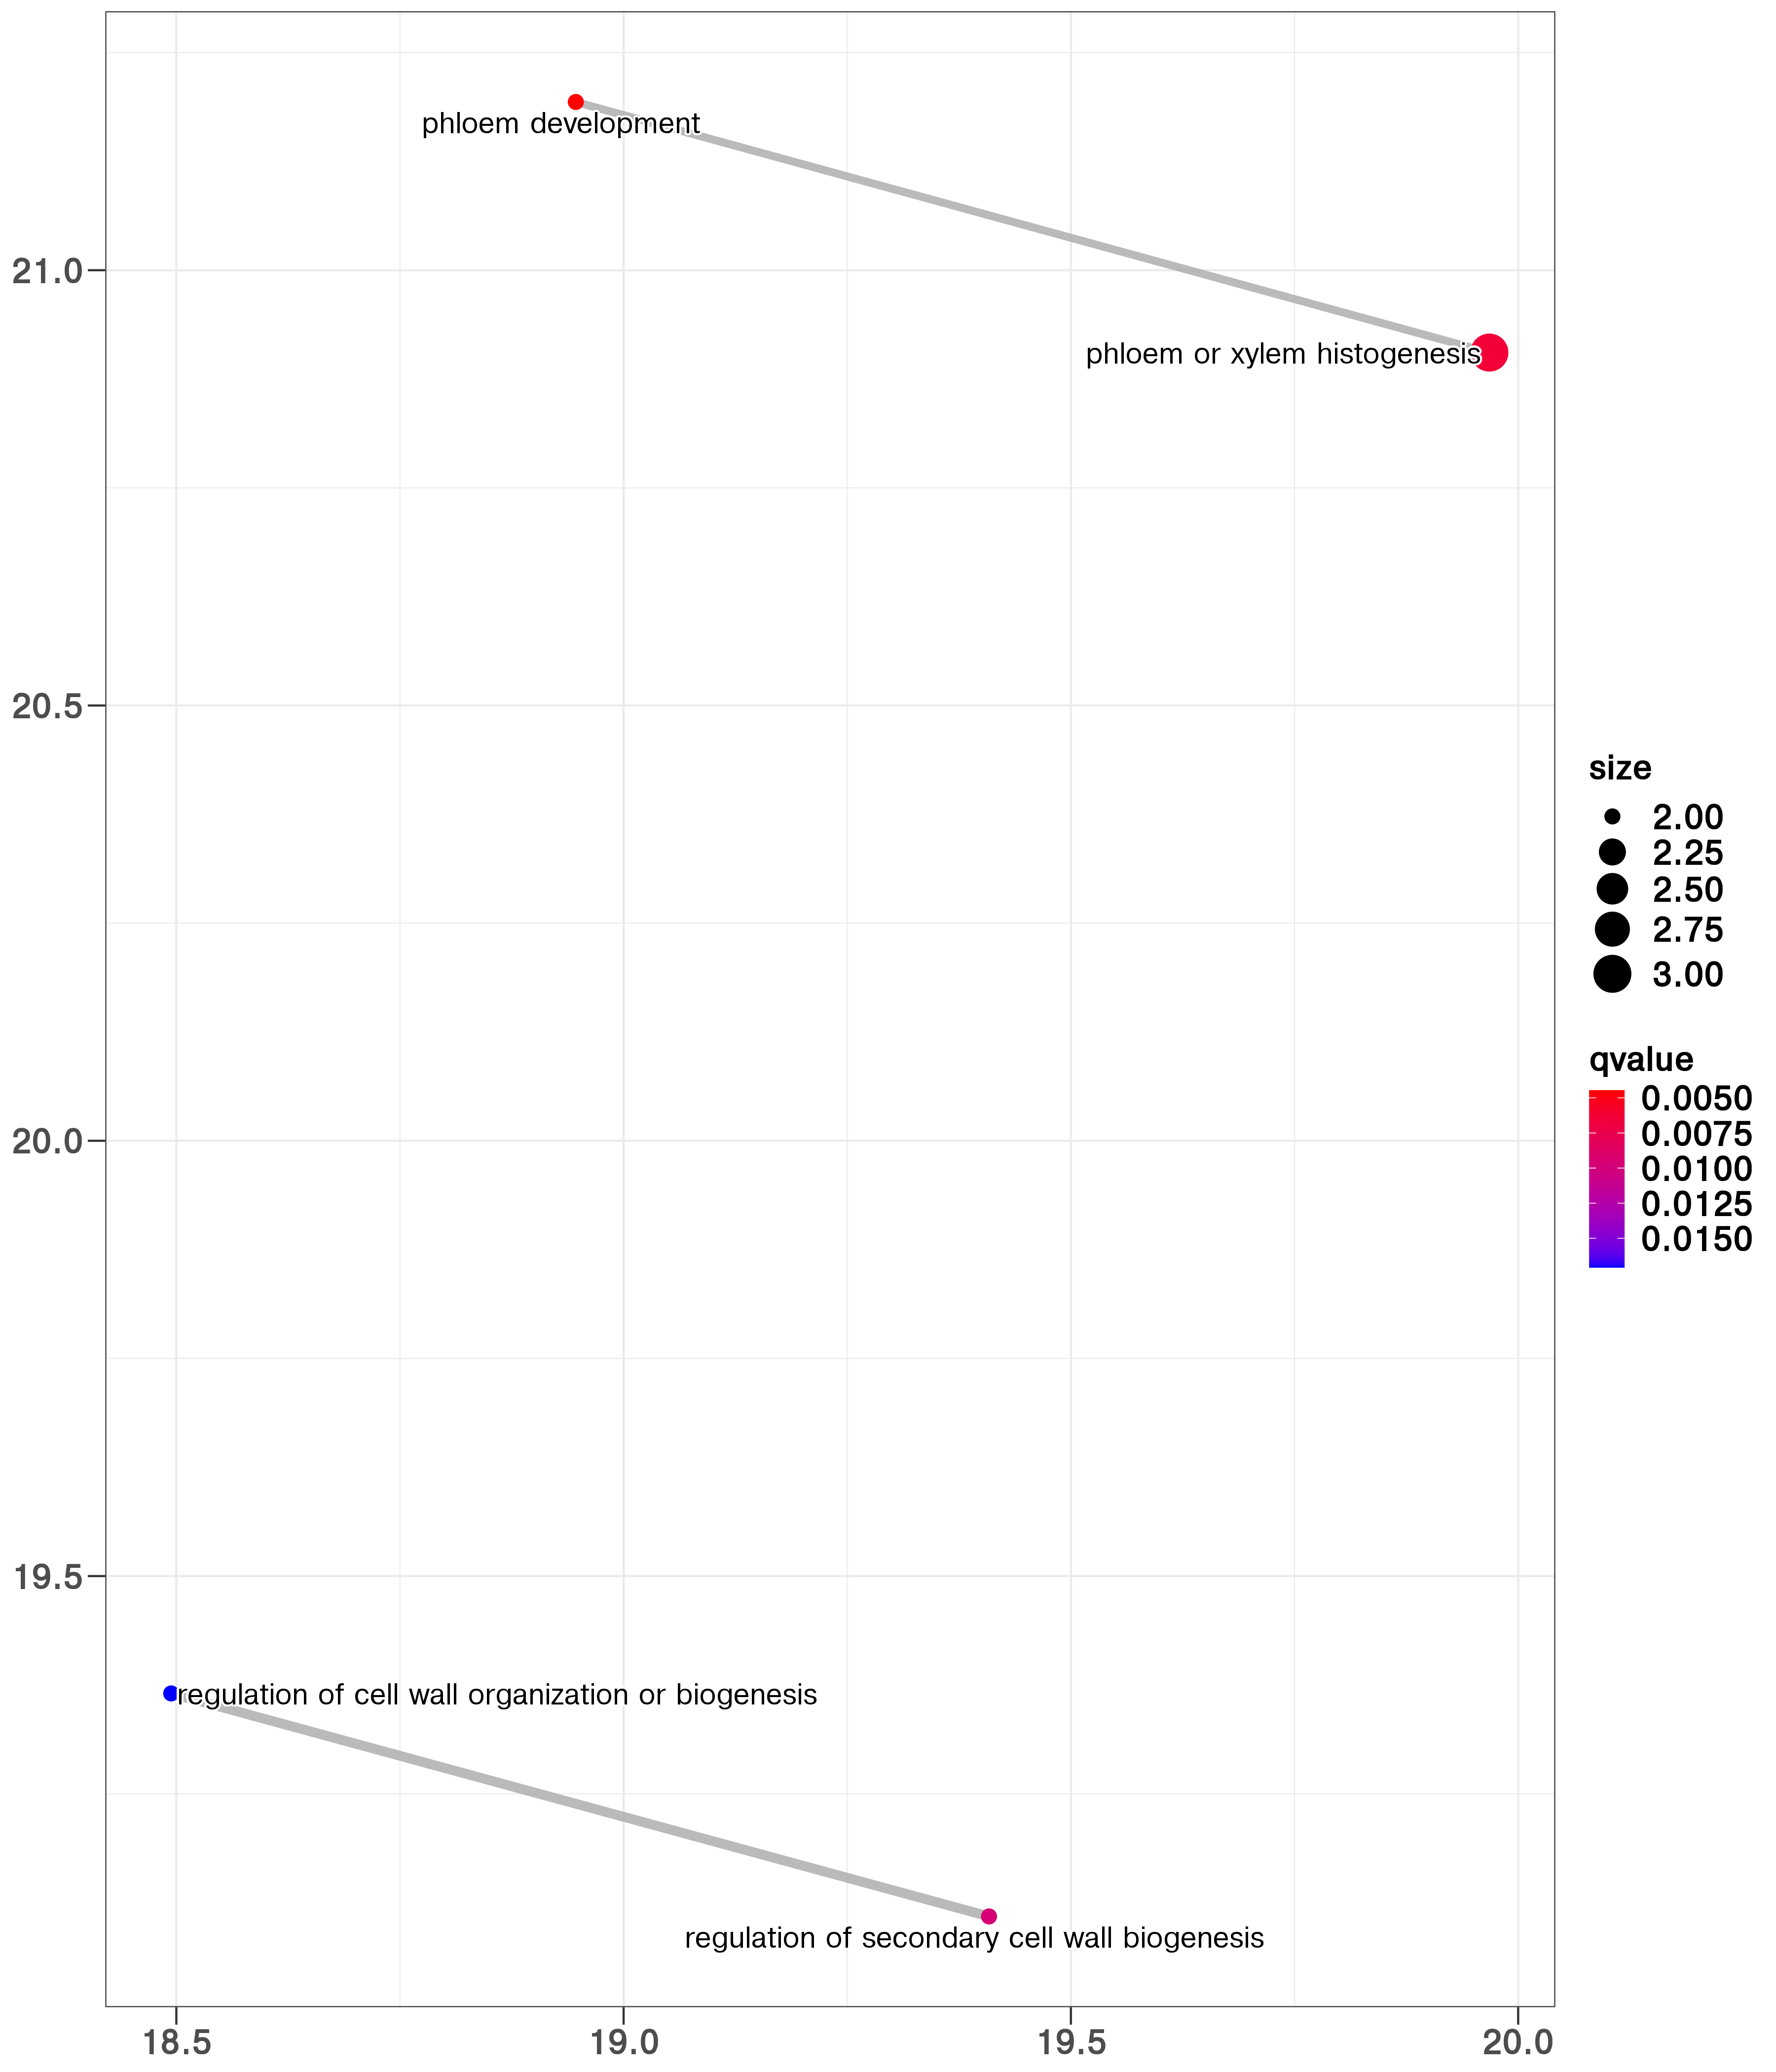 phloem development
21.0
phloem or xylem histogenesis
20.5
size
2.00
2.25
2.50
2.75
3.00
qvalue
0.0050
0.0075
0.0100
0.0125
0.0150
20.0
19.5
regulation of cell wall organization or biogenesis
regulation of secondary cell wall biogenesis
18.5 19.0 19.5 20.0